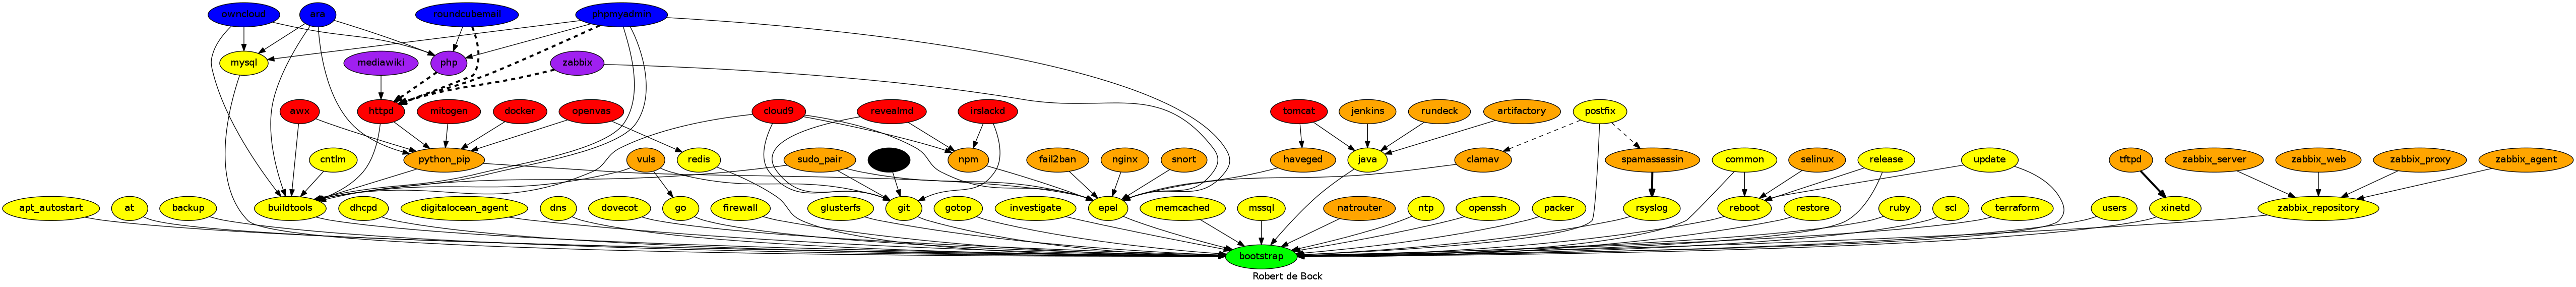 owncloud
ara
roundcubemail
phpmyadmin
mysql
mediawiki
php
zabbix
awx
httpd
mitogen
docker
openvas
cloud9
revealmd
irslackd
tomcat
jenkins
rundeck
artifactory
postfix
cntlm
python_pip
vuls
redis
sudo_pair
npm
fail2ban
nginx
snort
haveged
java
clamav
spamassassin
common
selinux
release
update
tftpd
zabbix_server
zabbix_web
zabbix_proxy
zabbix_agent
apt_autostart
at
backup
buildtools
dhcpd
digitalocean_agent
dns
dovecot
go
firewall
glusterfs
git
gotop
investigate
epel
memcached
mssql
natrouter
ntp
openssh
packer
rsyslog
reboot
restore
ruby
scl
terraform
users
xinetd
zabbix_repository
bootstrap
Robert de Bock